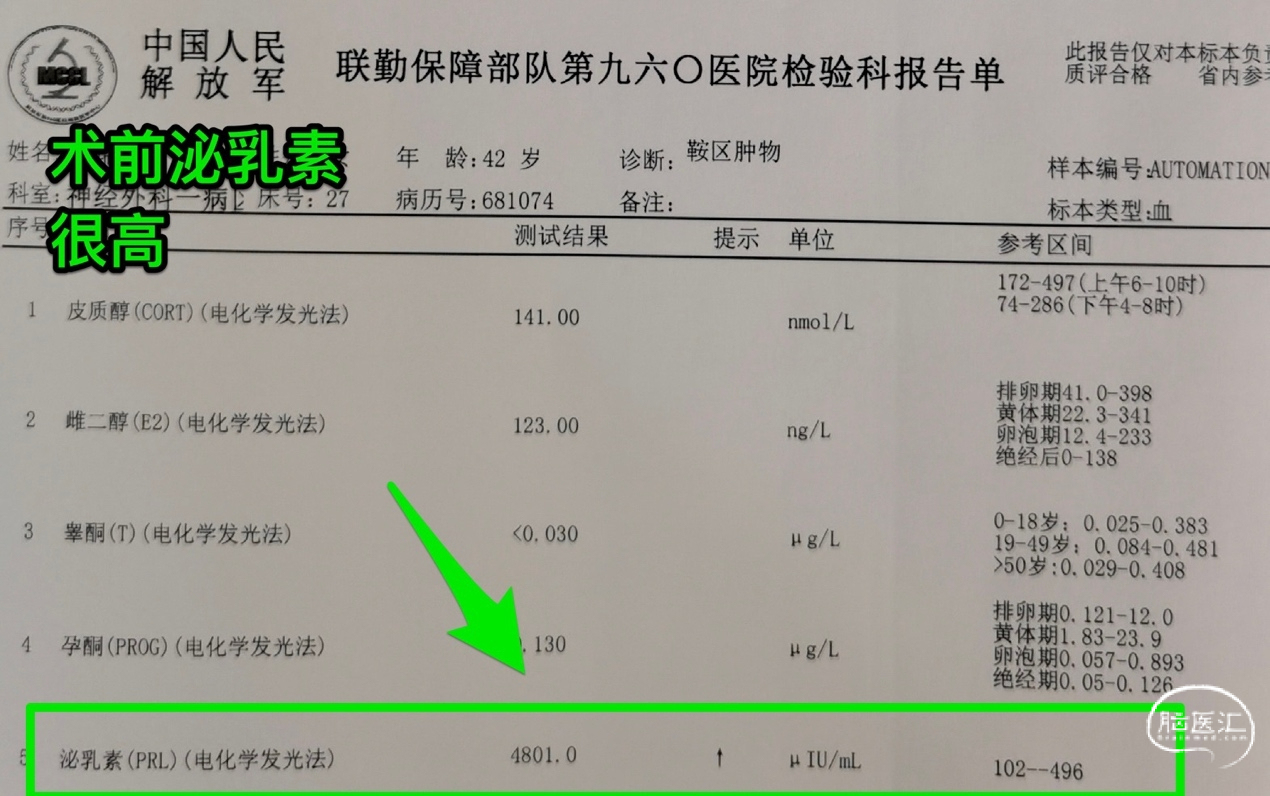 中国人民
解放军
联勤保障部队第九六〇医院检验科报告单
此报告仅对本标本负责
质评合格 省内参考
MCCL
姓名
术前泌乳素
很高
年 龄:42 岁
诊断: 鞍区肿物
样本编号:AUTOMATION
科室:神经外科一病区 床号: 27
病历号:681074
备注:
标本类型:血
序号 测试结果 提示 单位 参考区间
1 皮质醇(CORT)(电化学发光法) 141.00 nmol/L
172-497(上午6-10时)
74-286(下午4-8时)
2 雌二醇(E2)(电化学发光法) 123.00 ng/L
排卵期41.0-398
黄体期22.3-341
卵泡期12.4-233
绝经后0-138
3 睾酮(T)(电化学发光法) <0.030 μg/L
0-18岁: 0.025-0.383
19-49岁: 0.084-0.481
>50岁:0.029-0.408
4 孕酮(PROG)(电化学发光法) .130 μg/L
排卵期0.121-12.0
黄体期1.83-23.9
卵泡期0.057-0.893
绝经期0.05-0.126
5 泌乳素(PRL)(电化学发光法) 4801.0 ↑ μIU/mL 102--496
脑医汇